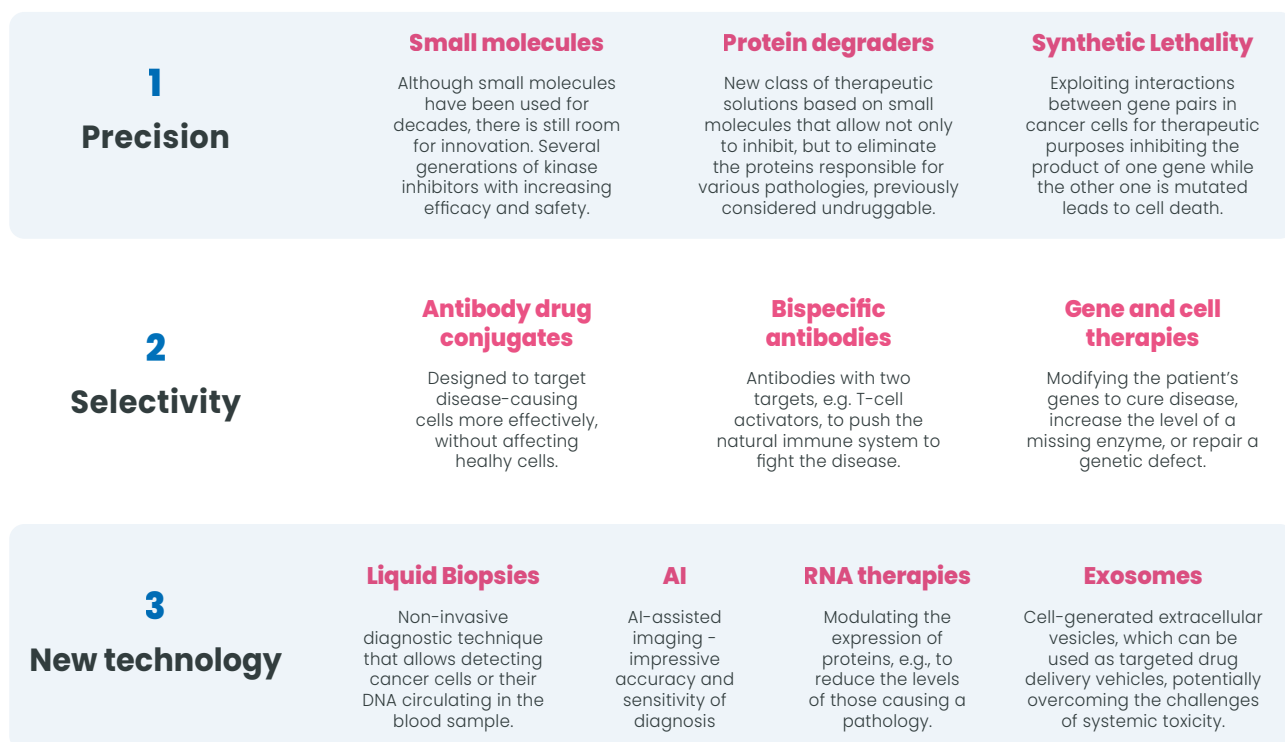 1
Precision
Small molecules
Although small molecules
have been used for
decades, there is still room
for innovation. Several
generations of kinase
inhibitors with increasing
efficacy and safety.
Protein degraders
New class of therapeutic
solutions based on small
molecules that allow not only
to inhibit, but to eliminate
the proteins responsible for
various pathologies, previously
considered undruggable.
Synthetic Lethality
Exploiting interactions
between gene pairs in
cancer cells for therapeutic
purposes inhibiting the
product of one gene while
the other one is mutated
leads to cell death.
2
Selectivity
Antibody drug
conjugates
Designed to target
disease-causing
cells more effectively,
without affecting
healhy cells.
Bispecific
antibodies
Antibodies with two
targets, e.g. T-cell
activators, to push the
natural immune system to
fight the disease.
Gene and cell
therapies
Modifying the patient's
genes to cure disease,
increase the level of a
missing enzyme, or repair a
genetic defect.
3
New technology
Liquid Biopsies
Non-invasive
diagnostic technique
that allows detecting
cancer cells or their
DNA circulating in the
blood sample.
AI
AI-assisted
imaging -
impressive
accuracy and
sensitivity of
diagnosis
RNA therapies
Modulating the
expression of
proteins, e.g., to
reduce the levels
of those causing a
pathology.
Exosomes
Cell-generated extracellular
vesicles, which can be
used as targeted drug
delivery vehicles, potentially
overcoming the challenges
of systemic toxicity.